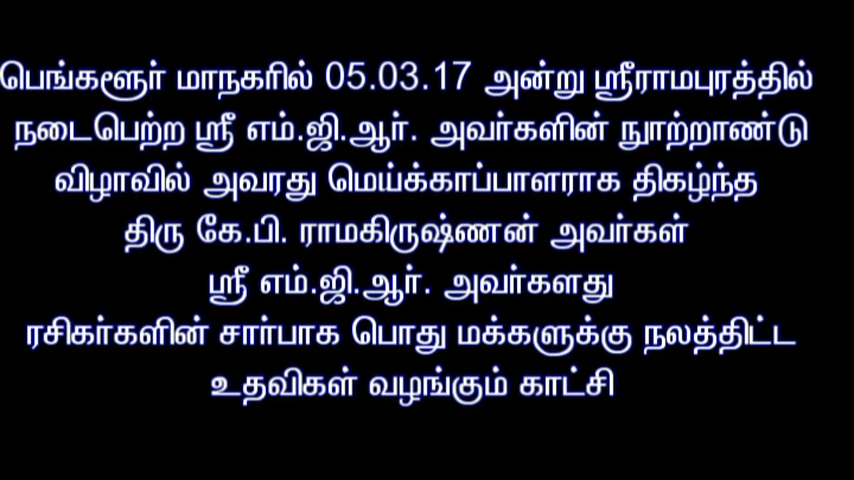 பெங்களூர் மாநகரில் 05.03.17 அன்று ஸ்ரீராமபுரத்தில்
நடைபெற்ற ஸ்ரீ எம்.ஜி.ஆர். அவர்களின் நூற்றாண்டு
விழாவில் அவரது மெய்க்காப்பாளராக திகழ்ந்த
திரு கே.பி. ராமகிருஷ்ணன் அவர்கள்
ஸ்ரீ எம்.ஜி.ஆர். அவர்களது
ரசிகர்களின் சார்பாக பொது மக்களுக்கு நலத்திட்ட
உதவிகள் வழங்கும் காட்சி